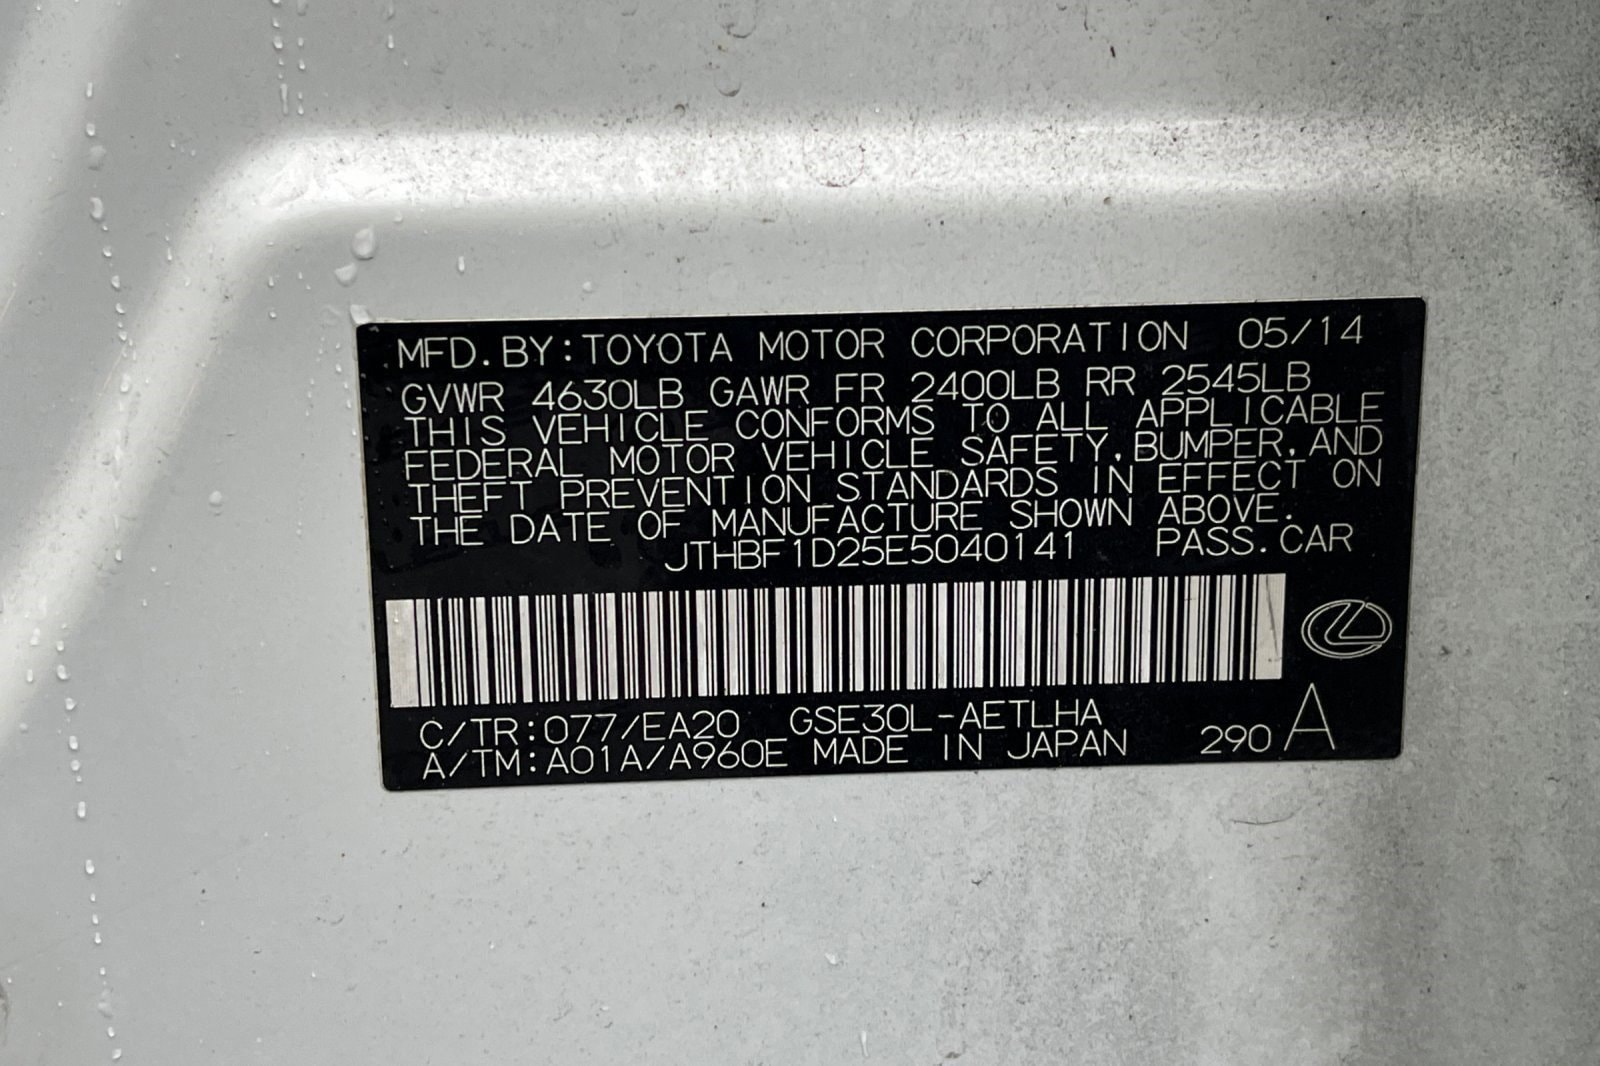 MFD. BY: TOYOTA MOTOR CORPORATION 05/14
GVWR 4630LB GAWR FR 2400LB RR 2545LB
THIS VEHICLE CONFORMS TO ALL APPLICABLE
FEDERAL MOTOR VEHICLE SAFETY, BUMPER, AND
THEFT PREVENTION STANDARDS IN EFFECT ON
THE DATE OF MANUFACTURE SHOWN ABOVE.
JTHBF1D25E5040141 PASS. CAR
C/TR: 077/EA20 GSE30L-AETLHA
A/TM: A01A/A960E MADE IN JAPAN 290 A